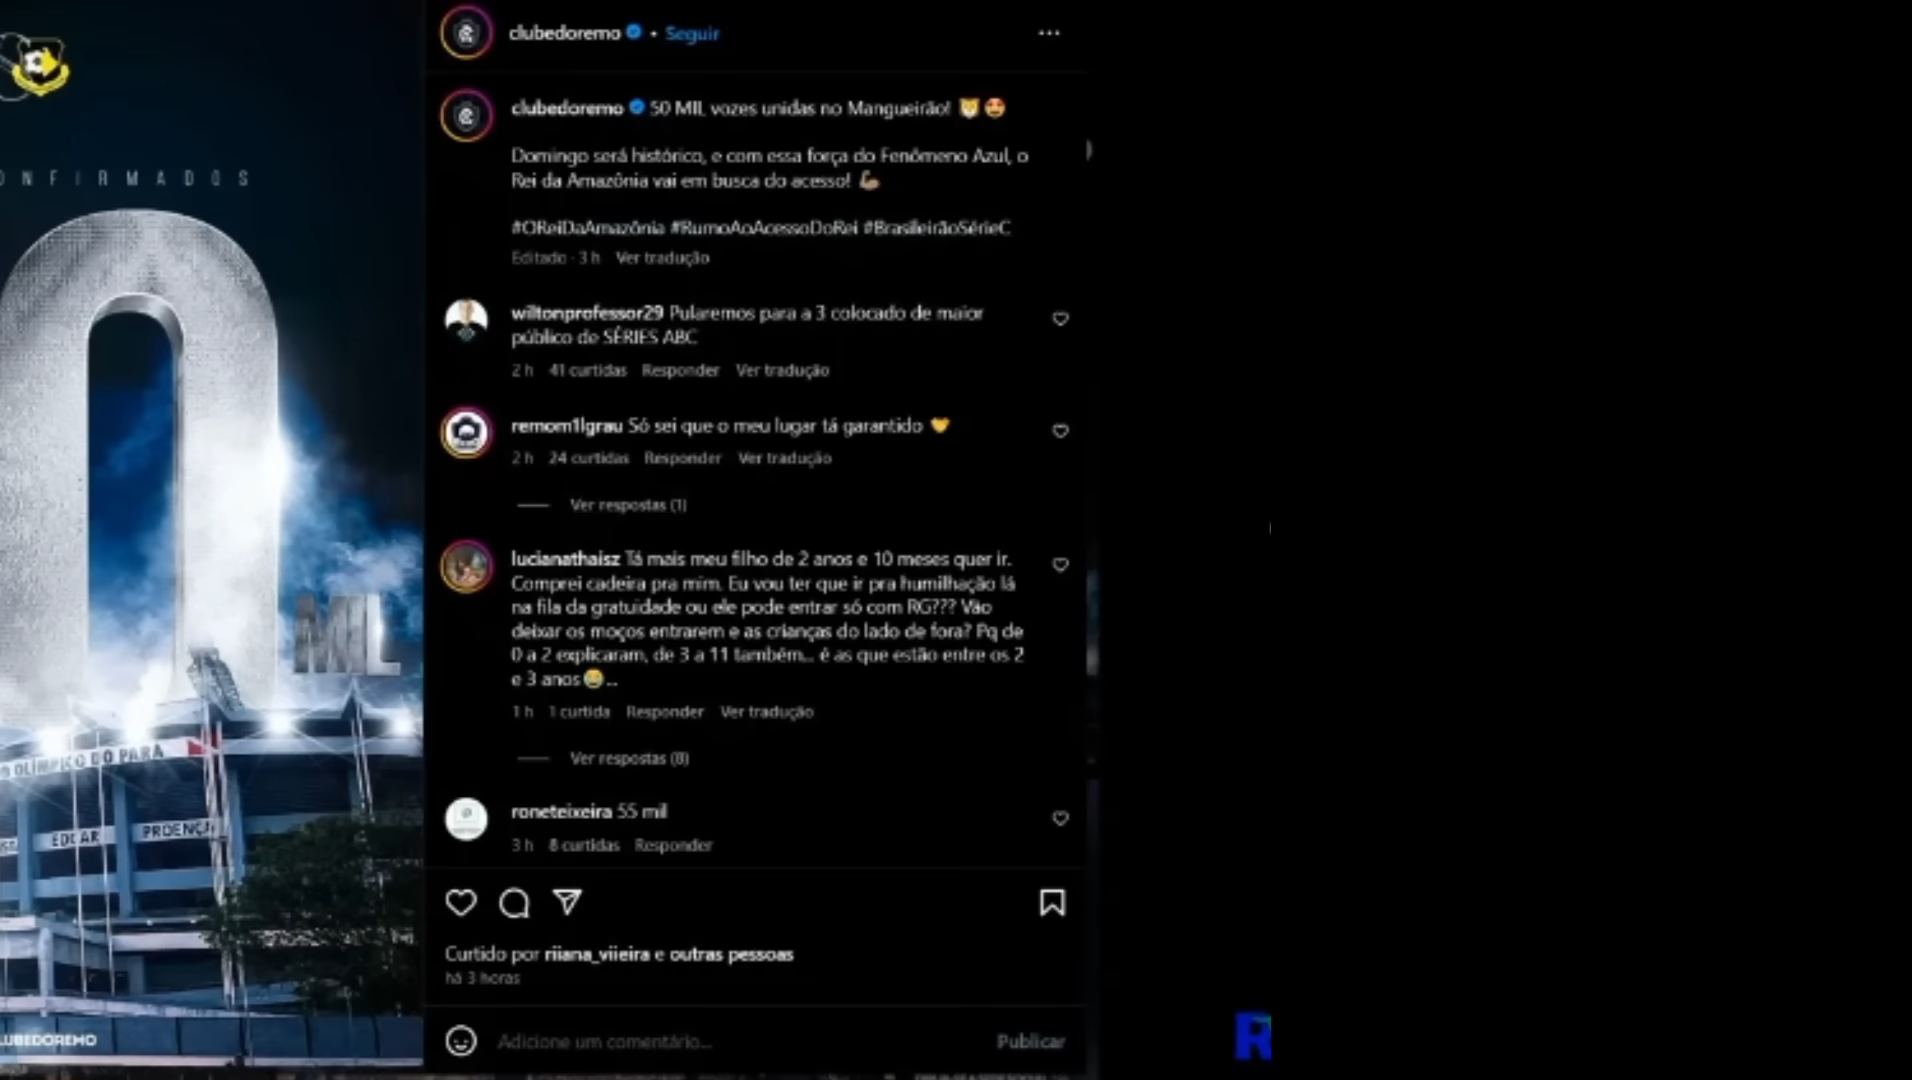 clubedoremo • Seguir
clubedoremo 50 MIL vozes unidas no Mangueirão! 🦁🤩
Domingo será histórico, e com essa força do Fenômeno Azul, o
Rei da Amazônia vai em busca do acesso! 💪🏽
#OReiDaAmazônia #RumoAoAcessoDoRei #BrasileirãoSérieC
Editado · 3 h Ver tradução
wiltonprofessor29 Pularemos para a 3 colocado de maior
público de SÉRIES ABC
2 h 41 curtidas Responder Ver tradução
remom1lgrau Só sei que o meu lugar tá garantido 💛
2 h 24 curtidas Responder Ver tradução
Ver respostas (1)
lucianathaisz Tá mais meu filho de 2 anos e 10 meses quer ir.
Comprei cadeira pra mim. Eu vou ter que ir pra humilhação lá
na fila da gratuidade ou ele pode entrar só com RG??? Vão
deixar os moços entrarem e as crianças do lado de fora? Pq de
0 a 2 explicaram, de 3 a 11 também... é as que estão entre os 2
e 3 anos😂...
1 h 1 curtida Responder Ver tradução
Ver respostas (8)
roneteixeira 55 mil
3 h 8 curtidas Responder
Curtido por riiana_viieira e outras pessoas
há 3 horas
Adicione um comentário... Publicar
ONFIRMADOS
0
MIL
O OLÍMPICO DO PARÁ
EDGAR PROENÇA
LUBEDOREMO
R